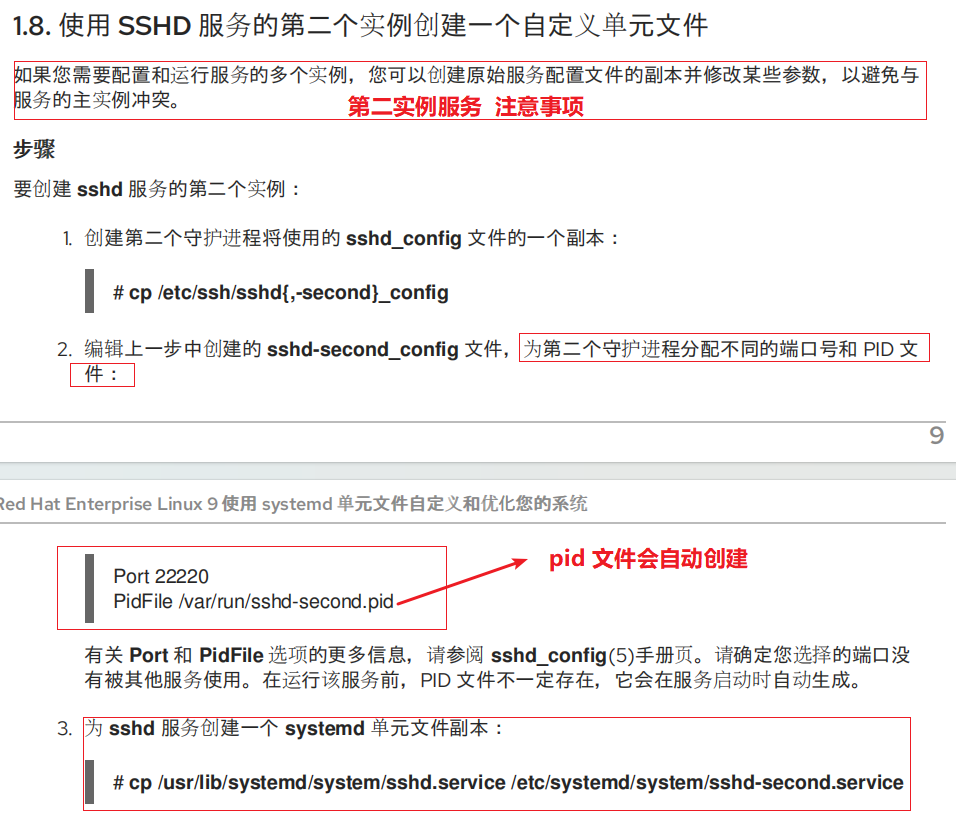 1.8. 使用 SSHD 服务的第二个实例创建一个自定义单元文件
如果您需要配置和运行服务的多个实例，您可以创建原始服务配置文件的副本并修改某些参数，以避免与
服务的主实例冲突。
第二实例服务 注意事项
步骤
要创建 sshd 服务的第二个实例：
1. 创建第二个守护进程将使用的 sshd_config 文件的一个副本：
# cp /etc/ssh/sshd{,-second}_config
2. 编辑上一步中创建的 sshd-second_config 文件，为第二个守护进程分配不同的端口号和 PID 文
件：
9
Red Hat Enterprise Linux 9 使用 systemd 单元文件自定义和优化您的系统
pid 文件会自动创建
Port 22220
PidFile /var/run/sshd-second.pid
有关 Port 和 PidFile 选项的更多信息，请参阅 sshd_config(5)手册页。请确定您选择的端口没
有被其他服务使用。在运行该服务前，PID 文件不一定存在，它会在服务启动时自动生成。
3. 为 sshd 服务创建一个 systemd 单元文件副本：
# cp /usr/lib/systemd/system/sshd.service /etc/systemd/system/sshd-second.service